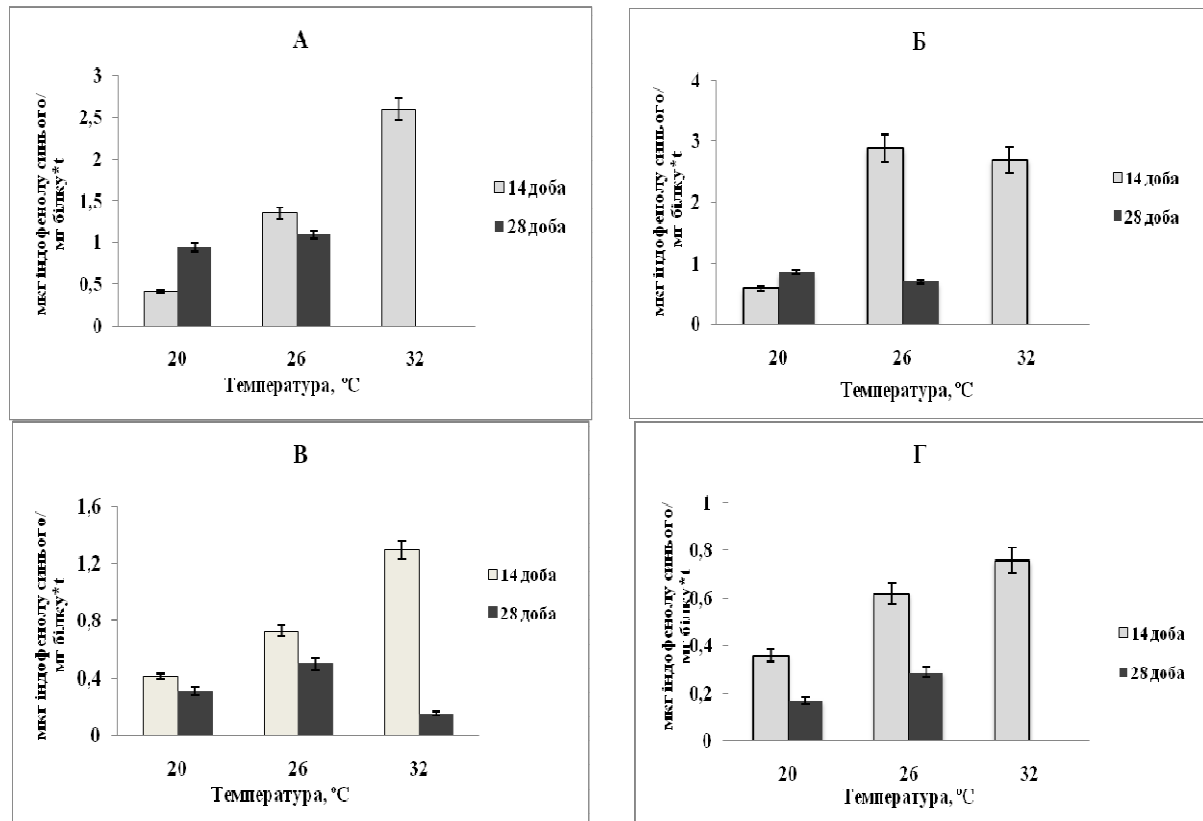 А
мкг індофенолу синього/
мг білку*t
3
2,5
2
1,5
1
0,5
0
20 26 32
Температура, °C
14 доба
28 доба
Б
мкг індофенолу синього/
мг білку*t
4
3
2
1
0
20 26 32
Температура, °C
14 доба
28 доба
В
мкг індофенолу синього/
мг білку*t
1,6
1,2
0,8
0,4
0
20 26 32
Температура, °C
14 доба
28 доба
Г
мкг індофенолу синього/
мг білку*t
1
0,8
0,6
0,4
0,2
0
20 26 32
Температура, °C
14 доба
28 доба